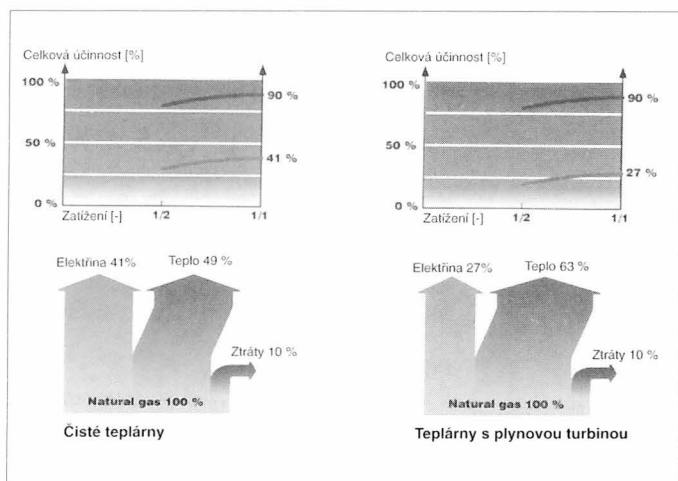 Celková účinnost [%]
100 %
90 %
50 %
41 %
0 %
Zatížení [-]
1/2
1/1
Elektřina 41%
Teplo 49 %
Ztráty 10 %
Natural gas 100 %
Čisté teplárny
Celková účinnost [%]
100 %
90 %
50 %
27 %
0 %
Zatížení [-]
1/2
1/1
Elektřina 27%
Teplo 63 %
Ztráty 10 %
Natural gas 100 %
Teplárny s plynovou turbinou